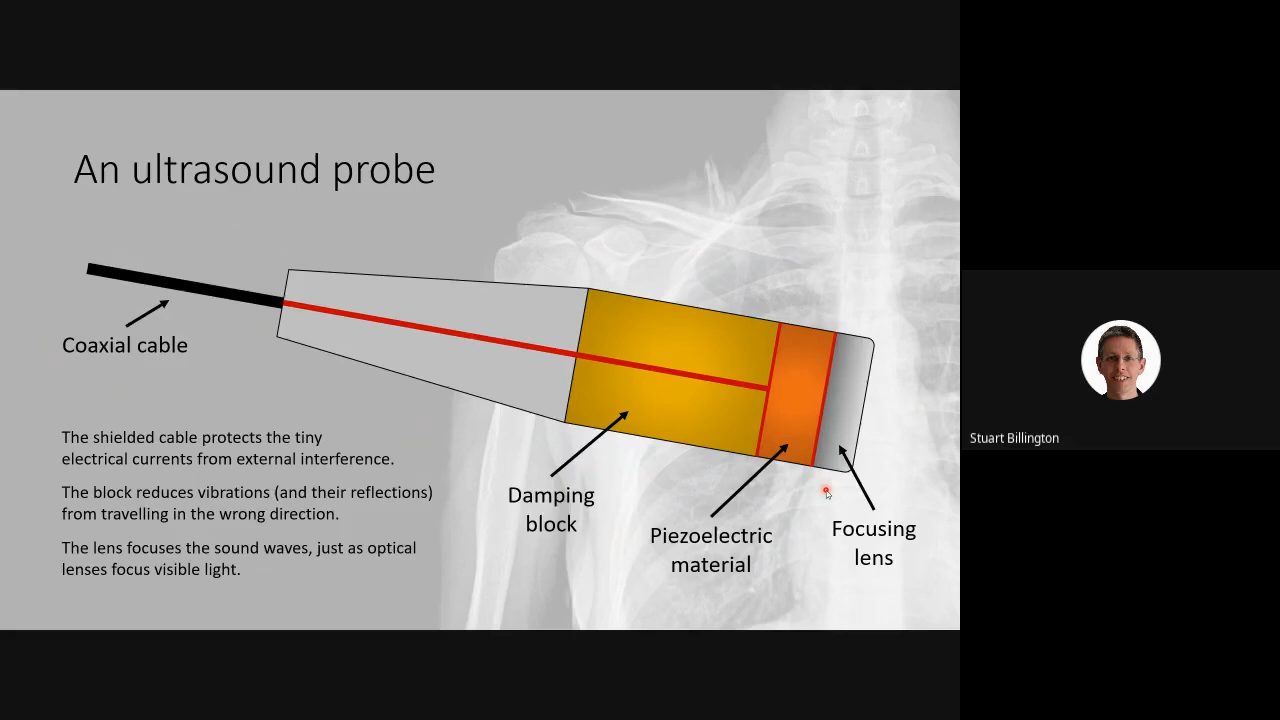 An ultrasound probe
Coaxial cable
The shielded cable protects the tiny
electrical currents from external interference.
The block reduces vibrations (and their reflections)
from travelling in the wrong direction.
The lens focuses the sound waves, just as optical
lenses focus visible light.
Damping
block
Piezoelectric
material
Focusing
lens
Stuart Billington